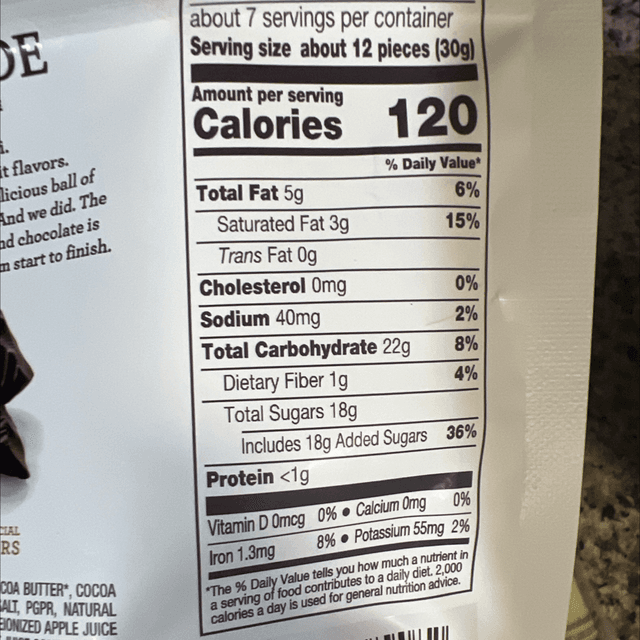 DE
it flavors.
licious ball of
And we did. The
nd chocolate is
m start to finish.
CIAL
RS
COA BUTTER*, COCOA
SALT, PGPR, NATURAL
EIONIZED APPLE JUICE
about 7 servings per container
Serving size about 12 pieces (30g)
Amount per serving
Calories 120
% Daily Value*
Total Fat 5g 6%
Saturated Fat 3g 15%
Trans Fat 0g
Cholesterol 0mg 0%
Sodium 40mg 2%
Total Carbohydrate 22g 8%
Dietary Fiber 1g 4%
Total Sugars 18g
Includes 18g Added Sugars 36%
Protein <1g
Vitamin D 0mcg 0% • Calcium 0mg 0%
Iron 1.3mg 8% • Potassium 55mg 2%
*The % Daily Value tells you how much a nutrient in
a serving of food contributes to a daily diet. 2,000
calories a day is used for general nutrition advice.